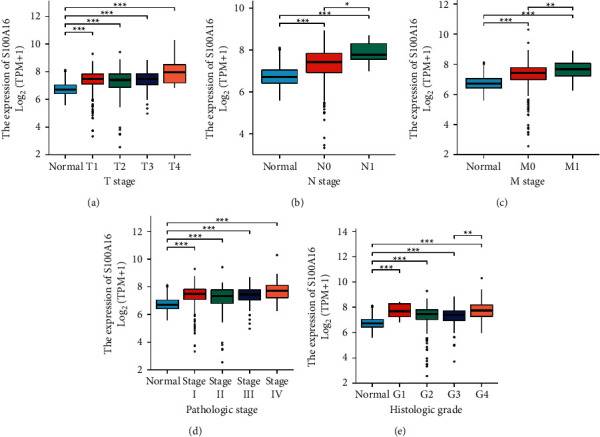 The expression of S100A16
Log2 (TPM+1)
12
10
8
6
4
2
***
***
***
***
Normal T1 T2 T3 T4
T stage
(a)
The expression of S100A16
Log2 (TPM+1)
8
6
4
***
***
*
Normal N0 N1
N stage
(b)
The expression of S100A16
Log2 (TPM+1)
12
10
8
6
4
2
***
***
**
Normal M0 M1
M stage
(c)
The expression of S100A16
Log2 (TPM+1)
12
10
8
6
4
2
***
***
***
***
Normal Stage Stage Stage Stage
I II III IV
Pathologic stage
(d)
The expression of S100A16
Log2 (TPM+1)
14
12
10
8
6
4
2
**
***
***
***
***
Normal G1 G2 G3 G4
Histologic grade
(e)